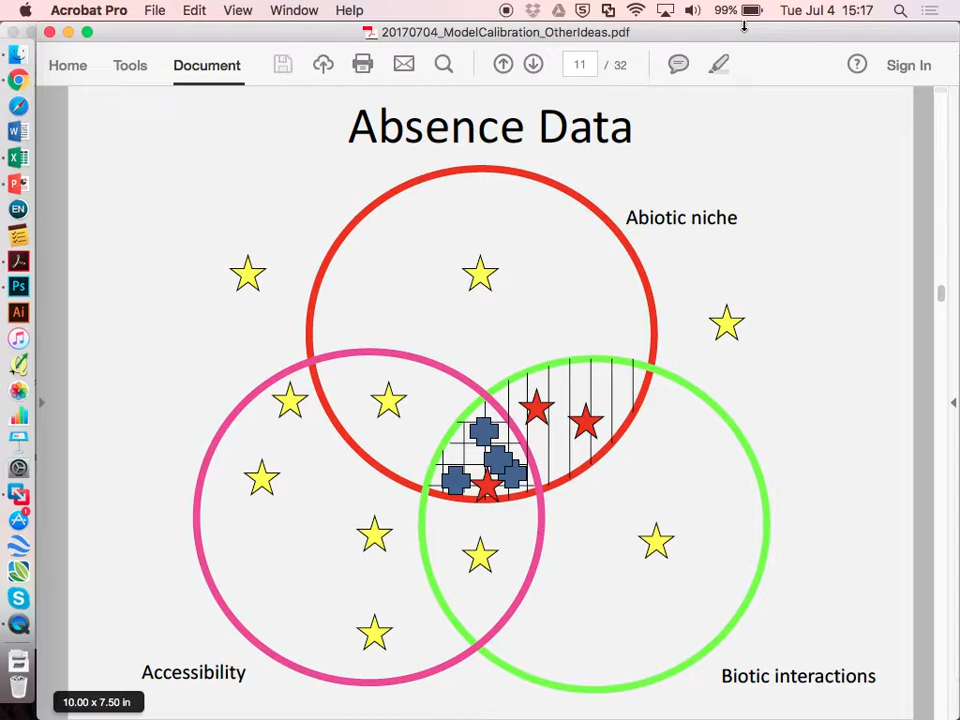 Acrobat Pro File Edit View Window Help 99% Tue Jul 4 15:17
20170704_ModelCalibration_OtherIdeas.pdf
Home Tools Document 11 / 32 Sign In
Absence Data
Abiotic niche
Accessibility
Biotic interactions
10.00 x 7.50 in